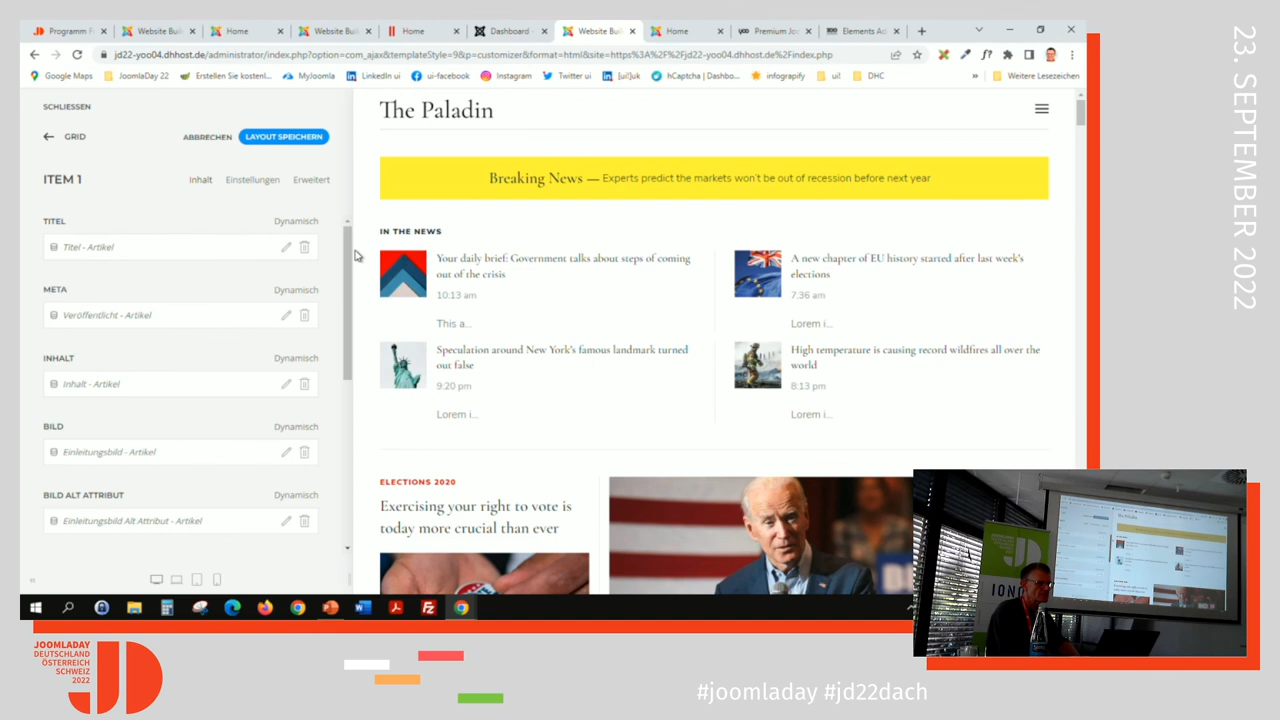 Programm F
Website Buil
Home
Website Buil
Home
Dashboard -
Website Buil
Home
Premium Joo
Elements Ad
jd22-yoo04.dhhost.de/administrator/index.php?option=com_ajax&templateStyle=9&p=customizer&format=html&site=https%3A%2F%2Fjd22-yoo04.dhhost.de%2Findex.php
Google Maps
JoomlaDay 22
Erstellen Sie kostenl...
MyJoomla
LinkedIn ui
ui-facebook
Instagram
Twitter ui
[ui!]uk
hCaptcha | Dashbo...
infograpify
ui!
DHC
»
Weitere Lesezeichen
SCHLIESSEN
GRID
ABBRECHEN
LAYOUT SPEICHERN
ITEM 1
Inhalt
Einstellungen
Erweitert
TITEL
Dynamisch
Titel - Artikel
META
Dynamisch
Veröffentlicht - Artikel
INHALT
Dynamisch
Inhalt - Artikel
BILD
Dynamisch
Einleitungsbild - Artikel
BILD ALT ATTRIBUT
Dynamisch
Einleitungsbild Alt Attribut - Artikel
The Paladin
Breaking News — Experts predict the markets won't be out of recession before next year
IN THE NEWS
Your daily brief: Government talks about steps of coming
out of the crisis
10:13 am
This a...
A new chapter of EU history started after last week's
elections
7:36 am
Lorem i...
Speculation around New York's famous landmark turned
out false
9:20 pm
Lorem i...
High temperature is causing record wildfires all over the
world
8:13 pm
Lorem i...
ELECTIONS 2020
Exercising your right to vote is
today more crucial than ever
23. SEPTEMBER 2022
IONO
JOOMLADAY
DEUTSCHLAND
ÖSTERREICH
SCHWEIZ
2022
JD
#joomladay #jd22dach